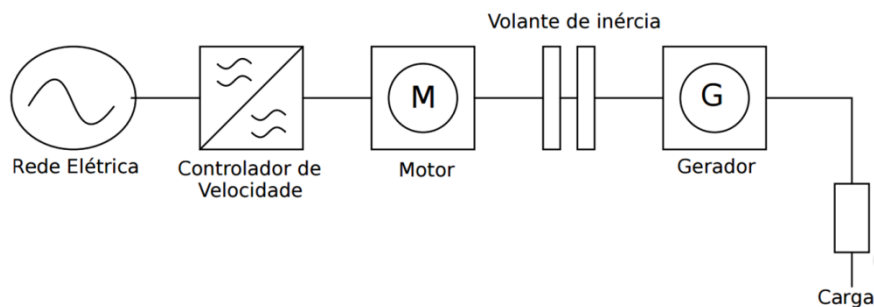 Volante de inércia
M
G
Rede Elétrica
Controlador de
Velocidade
Motor
Gerador
Carga